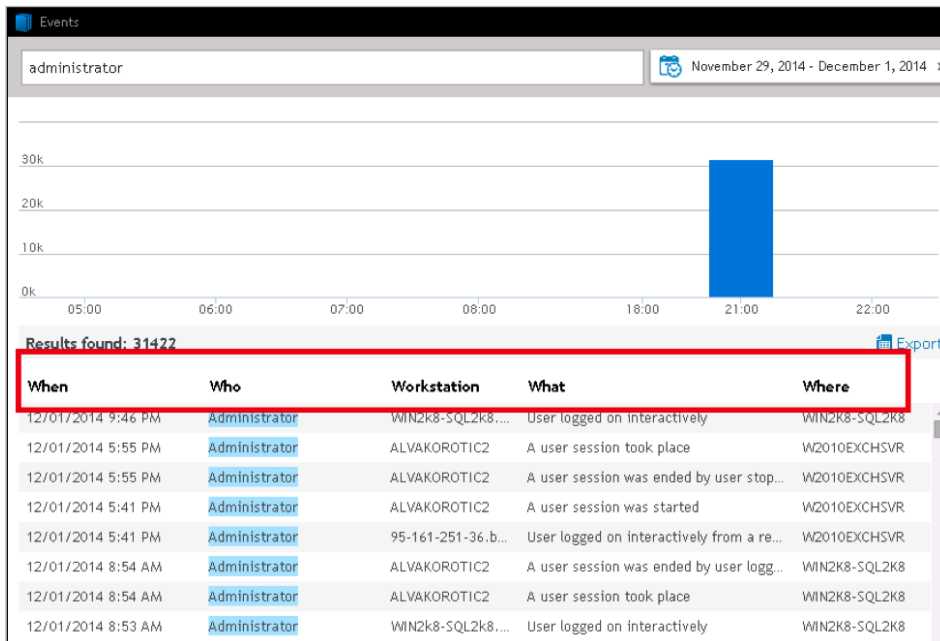 Events
administrator November 29, 2014 - December 1, 2014
30k
20k
10k
0k
05:00 06:00 07:00 08:00 18:00 21:00 22:00
Results found: 31422 Export
When Who Workstation What Where
12/01/2014 9:46 PM Administrator WIN2k8-SQL2k8.... User logged on interactively WIN2K8-SQL2K8
12/01/2014 5:55 PM Administrator ALVAKOROTIC2 A user session took place W2010EXCHSVR
12/01/2014 5:55 PM Administrator ALVAKOROTIC2 A user session was ended by user stop... W2010EXCHSVR
12/01/2014 5:41 PM Administrator ALVAKOROTIC2 A user session was started W2010EXCHSVR
12/01/2014 5:41 PM Administrator 95-161-251-36.b... User logged on interactively from a re... W2010EXCHSVR
12/01/2014 8:54 AM Administrator ALVAKOROTIC2 A user session was ended by user logg... WIN2K8-SQL2K8
12/01/2014 8:54 AM Administrator ALVAKOROTIC2 A user session took place WIN2K8-SQL2K8
12/01/2014 8:53 AM Administrator WIN2k8-SQL2k8.... User logged on interactively WIN2K8-SQL2K8